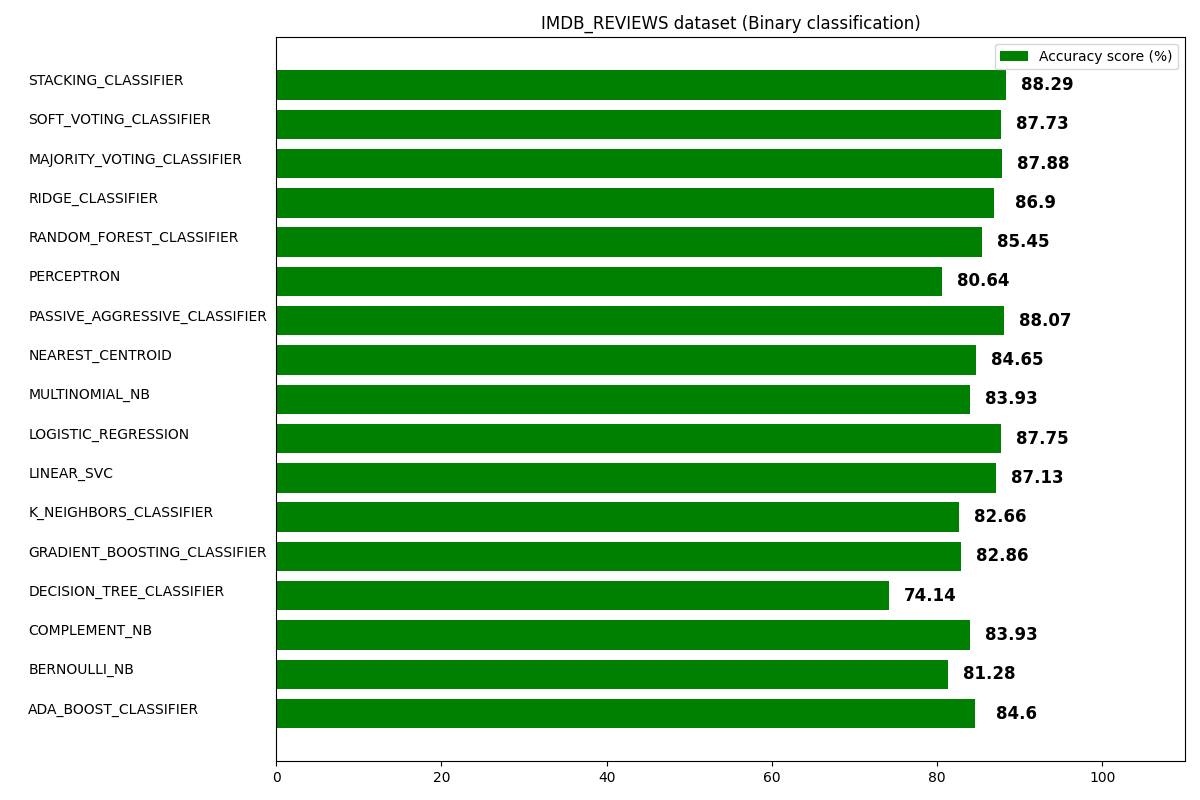 IMDB_REVIEWS dataset (Binary classification)
Accuracy score (%)
STACKING_CLASSIFIER 88.29
SOFT_VOTING_CLASSIFIER 87.73
MAJORITY_VOTING_CLASSIFIER 87.88
RIDGE_CLASSIFIER 86.9
RANDOM_FOREST_CLASSIFIER 85.45
PERCEPTRON 80.64
PASSIVE_AGGRESSIVE_CLASSIFIER 88.07
NEAREST_CENTROID 84.65
MULTINOMIAL_NB 83.93
LOGISTIC_REGRESSION 87.75
LINEAR_SVC 87.13
K_NEIGHBORS_CLASSIFIER 82.66
GRADIENT_BOOSTING_CLASSIFIER 82.86
DECISION_TREE_CLASSIFIER 74.14
COMPLEMENT_NB 83.93
BERNOULLI_NB 81.28
ADA_BOOST_CLASSIFIER 84.6
0 20 40 60 80 100